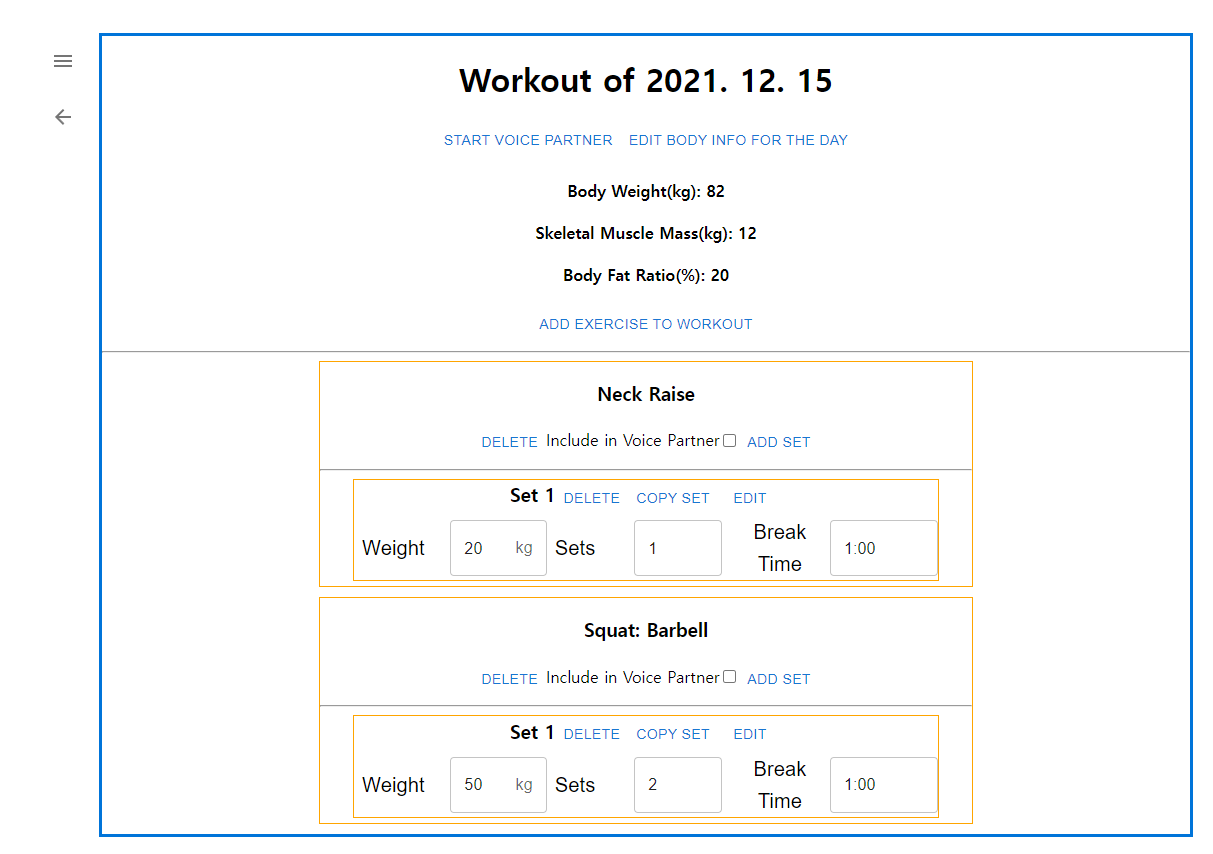 Workout of 2021. 12. 15
START VOICE PARTNER EDIT BODY INFO FOR THE DAY
Body Weight(kg): 82
Skeletal Muscle Mass(kg): 12
Body Fat Ratio(%): 20
ADD EXERCISE TO WORKOUT
Neck Raise
DELETE Include in Voice Partner ADD SET
Set 1 DELETE COPY SET EDIT
Weight 20 kg Sets 1 Break Time 1:00
Squat: Barbell
DELETE Include in Voice Partner ADD SET
Set 1 DELETE COPY SET EDIT
Weight 50 kg Sets 2 Break Time 1:00